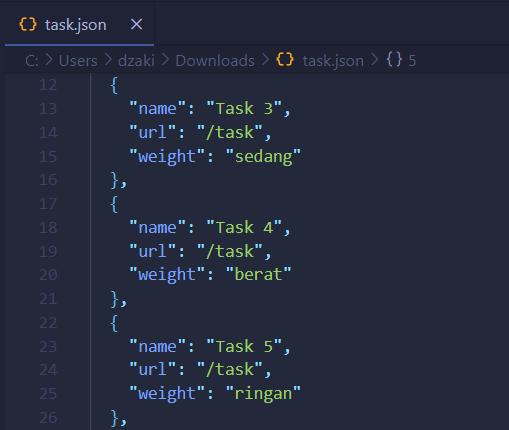 {} task.json ×
C: > Users > dzaki > Downloads > {} task.json > {} 5
12 {
13 "name": "Task 3",
14 "url": "/task",
15 "weight": "sedang"
16 },
17 {
18 "name": "Task 4",
19 "url": "/task",
20 "weight": "berat"
21 },
22 {
23 "name": "Task 5",
24 "url": "/task",
25 "weight": "ringan"
26 },